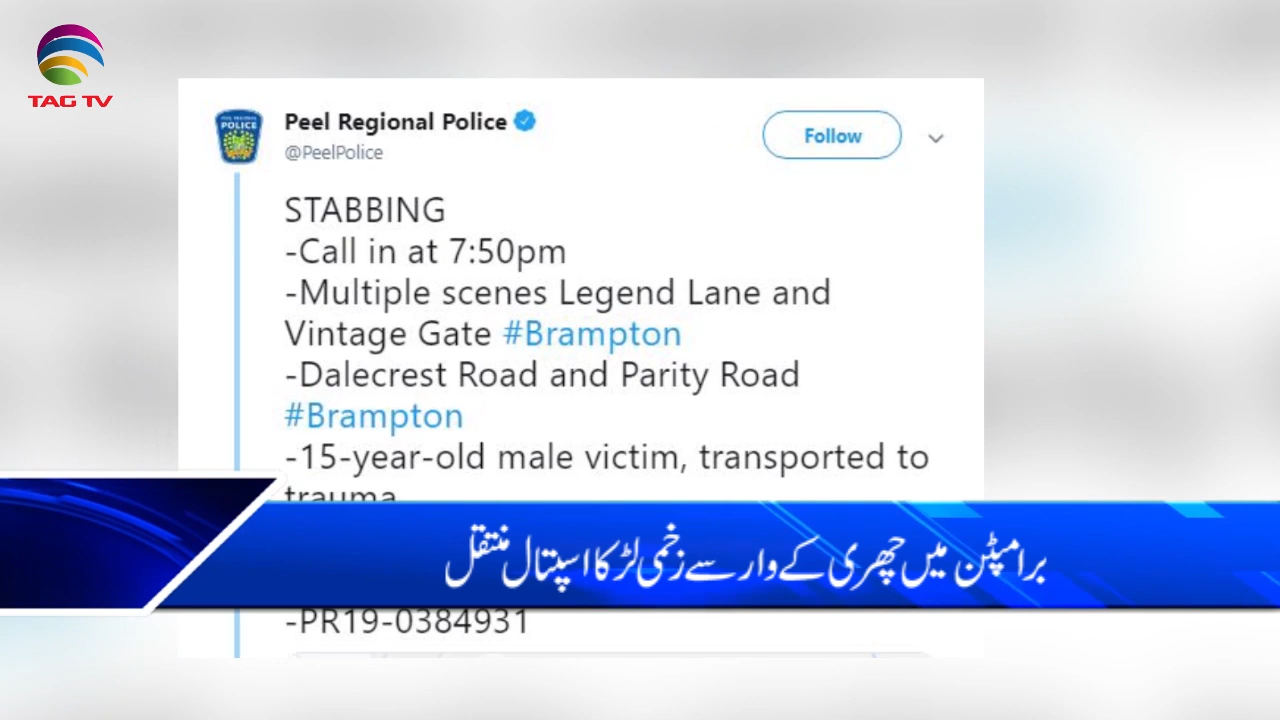 TAG TV
POLICE
Peel Regional Police
@PeelPolice
Follow
STABBING
-Call in at 7:50pm
-Multiple scenes Legend Lane and
Vintage Gate #Brampton
-Dalecrest Road and Parity Road
#Brampton
-15-year-old male victim, transported to
trauma
برامپٹن میں چھری کے وار سے زخمی لڑکا اسپتال منتقل
-PR19-0384931